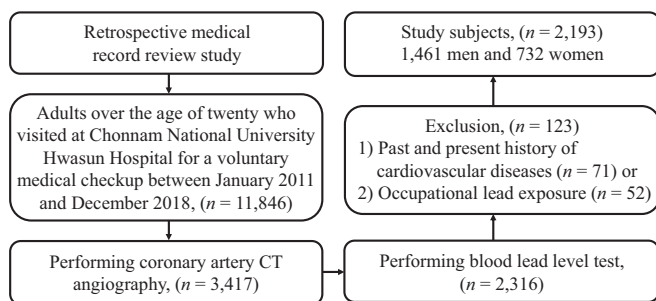 Retrospective medical
record review study
Adults over the age of twenty who
visited at Chonnam National University
Hwasun Hospital for a voluntary
medical checkup between January 2011
and December 2018, (n = 11,846)
Performing coronary artery CT
angiography, (n = 3,417)
Performing blood lead level test,
(n = 2,316)
Exclusion, (n = 123)
1) Past and present history of
cardiovascular diseases (n = 71) or
2) Occupational lead exposure (n = 52)
Study subjects, (n = 2,193)
1,461 men and 732 women